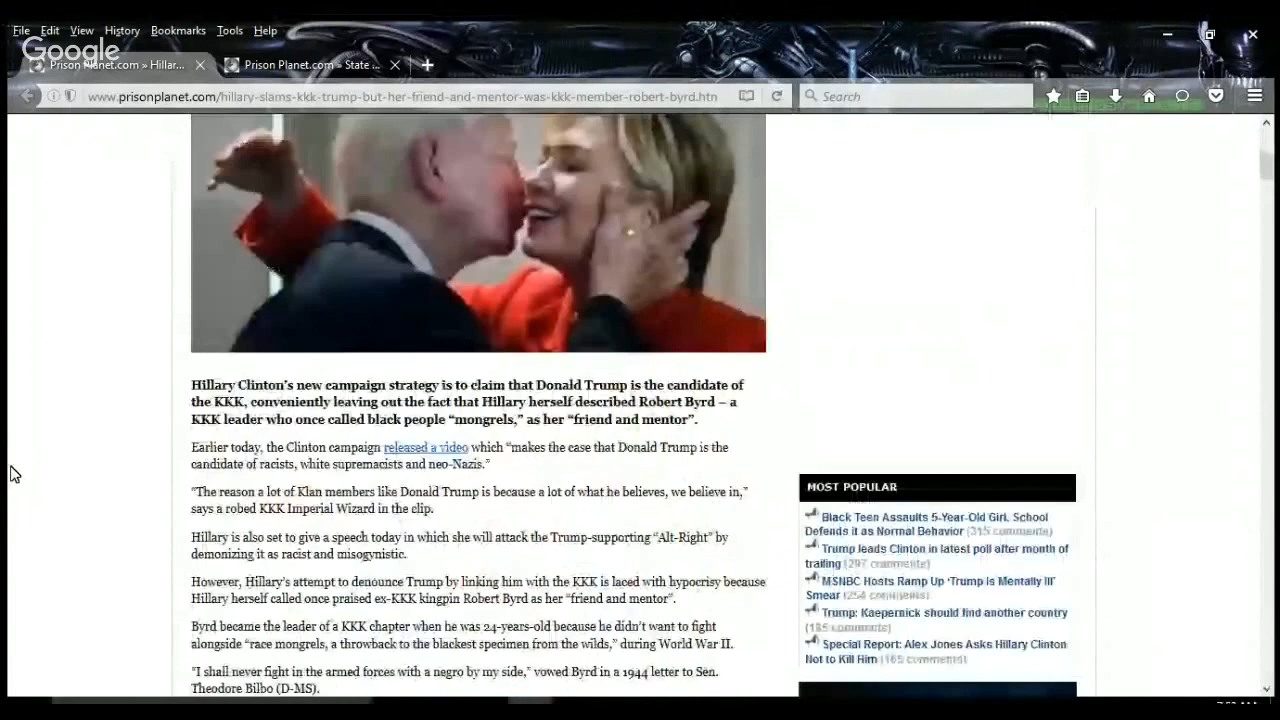 File Edit View History Bookmarks Tools Help
Google
Prison Planet.com » Hillar... Prison Planet.com » State ...
www.prisonplanet.com/hillary-slams-kkk-trump-but-her-friend-and-mentor-was-kkk-member-robert-byrd.htn
Search
Hillary Clinton's new campaign strategy is to claim that Donald Trump is the candidate of
the KKK, conveniently leaving out the fact that Hillary herself described Robert Byrd – a
KKK leader who once called black people “mongrels,” as her “friend and mentor”.
Earlier today, the Clinton campaign released a video which “makes the case that Donald Trump is the
candidate of racists, white supremacists and neo-Nazis.”
“The reason a lot of Klan members like Donald Trump is because a lot of what he believes, we believe in,”
says a robed KKK Imperial Wizard in the clip.
Hillary is also set to give a speech today in which she will attack the Trump-supporting “Alt-Right” by
demonizing it as racist and misogynistic.
However, Hillary's attempt to denounce Trump by linking him with the KKK is laced with hypocrisy because
Hillary herself called once praised ex-KKK kingpin Robert Byrd as her “friend and mentor”.
Byrd became the leader of a KKK chapter when he was 24-years-old because he didn't want to fight
alongside “race mongrels, a throwback to the blackest specimen from the wilds,” during World War II.
“I shall never fight in the armed forces with a negro by my side,” vowed Byrd in a 1944 letter to Sen.
Theodore Bilbo (D-MS).
MOST POPULAR
Black Teen Assaults 5-Year-Old Girl, School
Defends it as Normal Behavior (315 comments)
Trump leads Clinton in latest poll after month of
trailing (297 comments)
MSNBC Hosts Ramp Up ‘Trump is Mentally Ill’
Smear (254 comments)
Trump: Kaepernick should find another country
(185 comments)
Special Report: Alex Jones Asks Hillary Clinton
Not to Kill Him (165 comments)